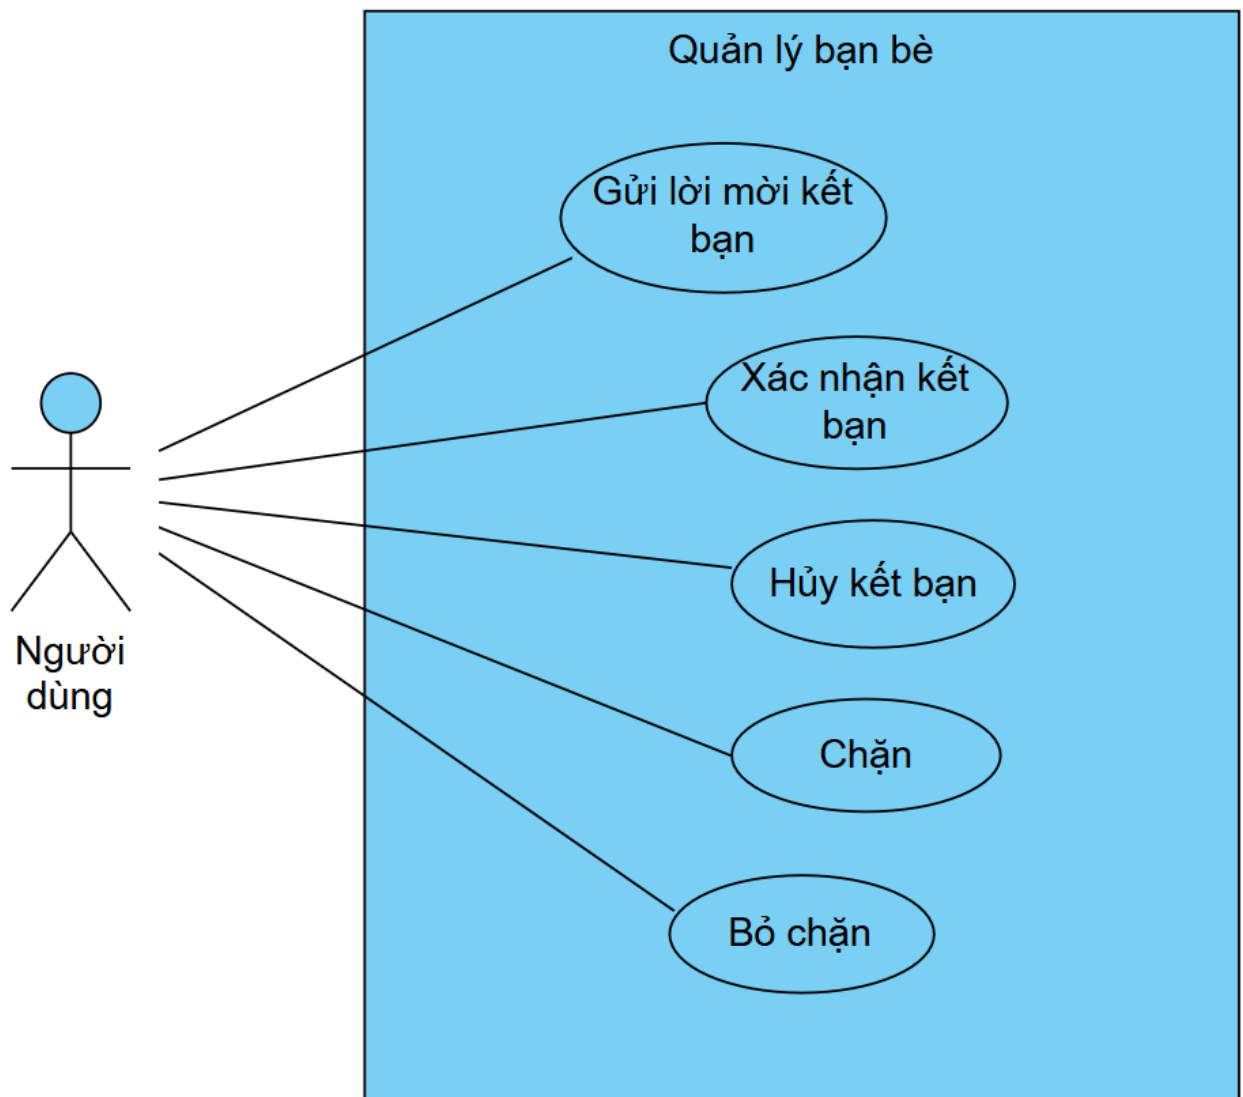 Quản lý bạn bè
Gửi lời mời kết
bạn
Xác nhận kết
bạn
Hủy kết bạn
Người
dùng
Chặn
Bỏ chặn